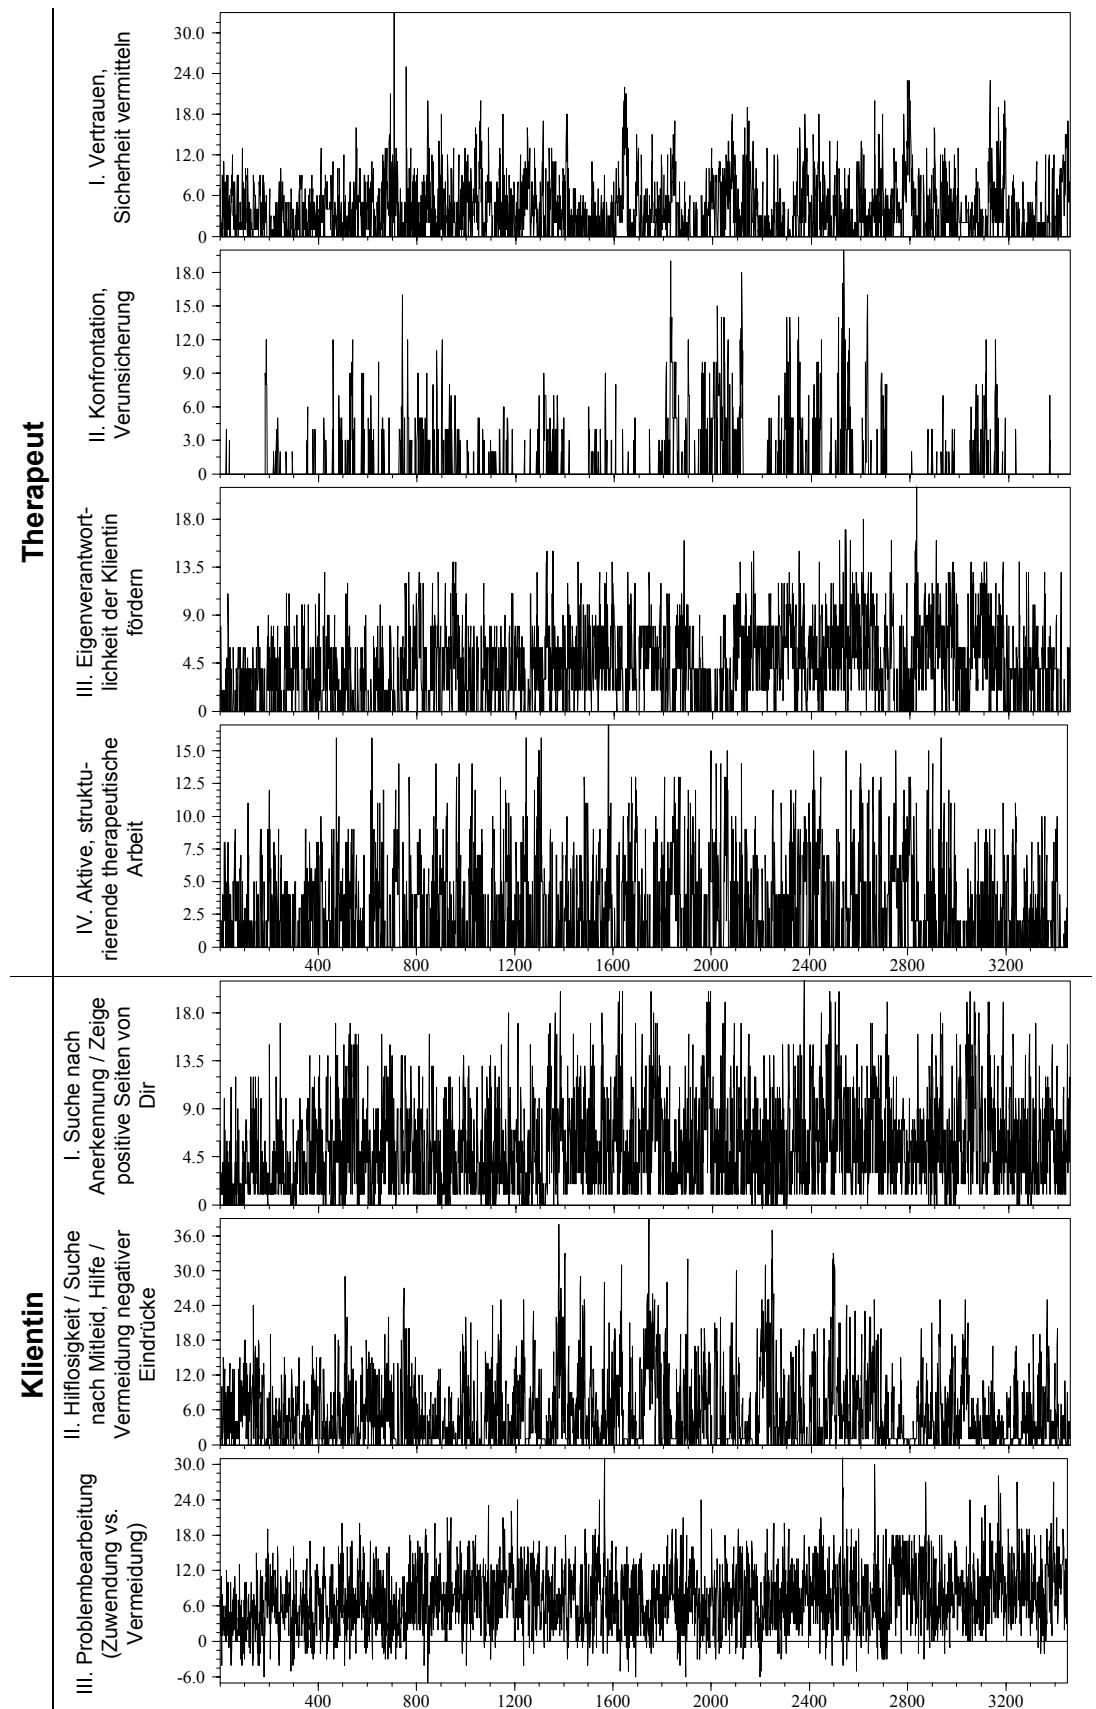 Therapeut
I. Vertrauen,
Sicherheit vermitteln
30.0
24.0
18.0
12.0
6.0
0
II. Konfrontation,
Verunsicherung
18.0
15.0
12.0
9.0
6.0
3.0
0
III. Eigenverantwort-
lichkeit der Klientin
fördern
18.0
13.5
9.0
4.5
0
IV. Aktive, struktu-
rierende therapeutische
Arbeit
15.0
12.5
10.0
7.5
5.0
2.5
0
400 800 1200 1600 2000 2400 2800 3200
Klientin
I. Suche nach
Anerkennung / Zeige
positive Seiten von
Dir
18.0
13.5
9.0
4.5
0
II. Hilflosigkeit / Suche
nach Mitleid, Hilfe /
Vermeidung negativer
Eindrücke
36.0
30.0
24.0
18.0
12.0
6.0
0
III. Problembearbeitung
(Zuwendung vs.
Vermeidung)
30.0
24.0
18.0
12.0
6.0
0
-6.0
400 800 1200 1600 2000 2400 2800 3200